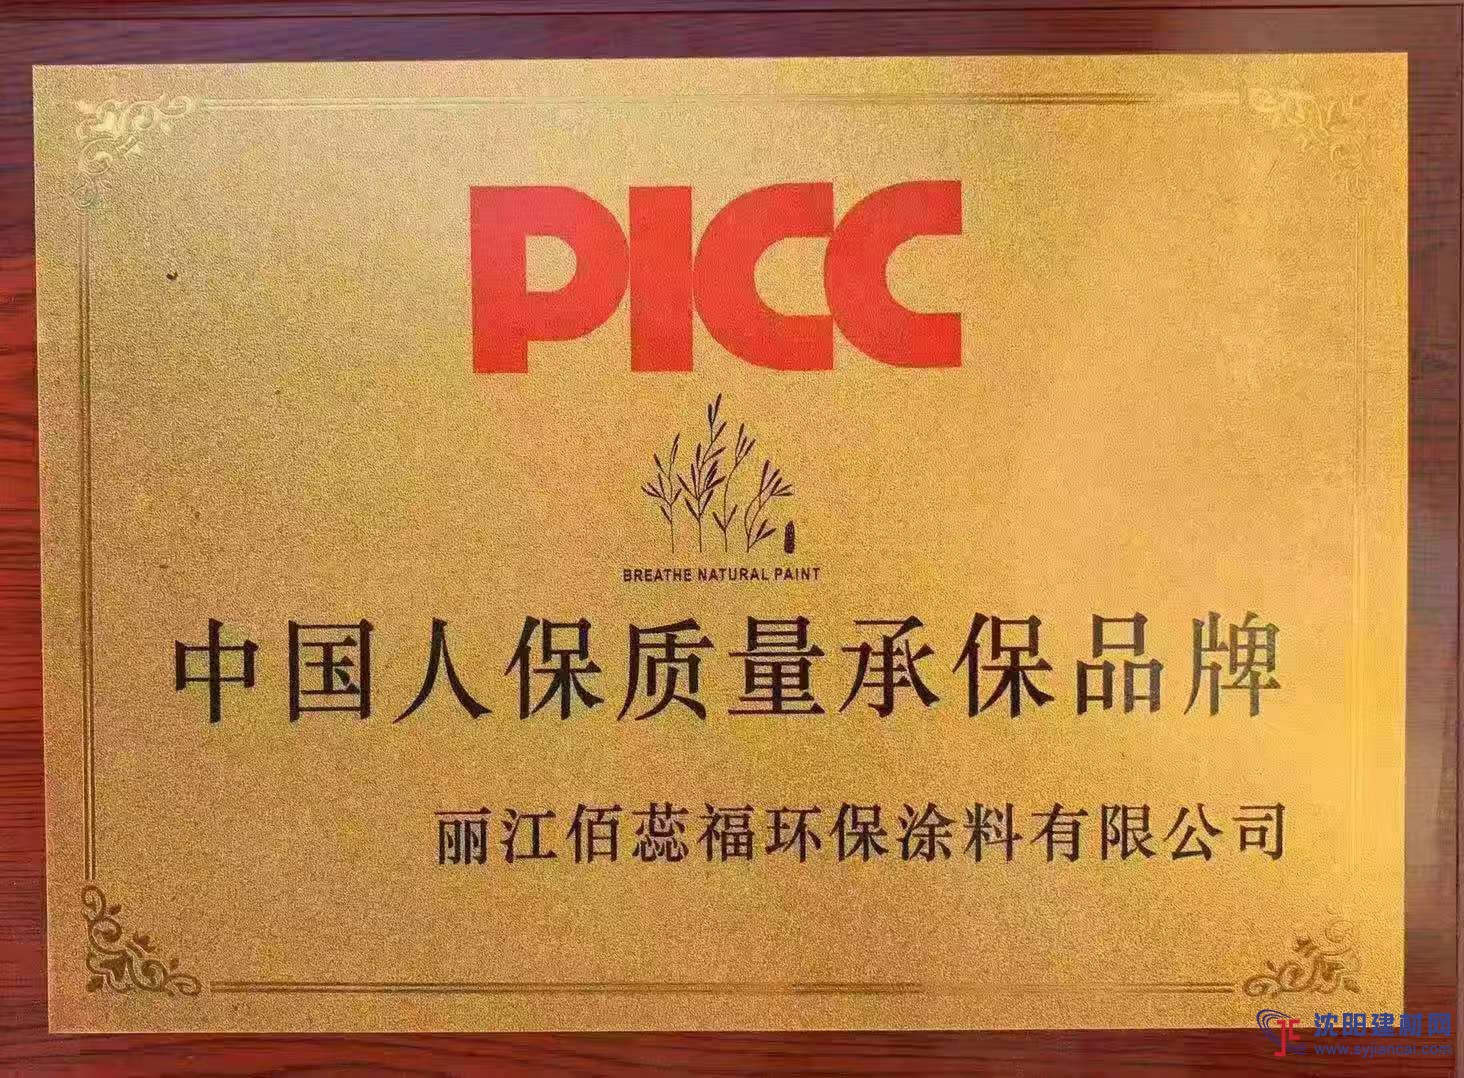 PICC
BREATHE NATURAL PAINT
中国人保质量承保品牌
丽江佰蕊福环保涂料有限公司
JC 沈阳建材网
www.syjiancai.com